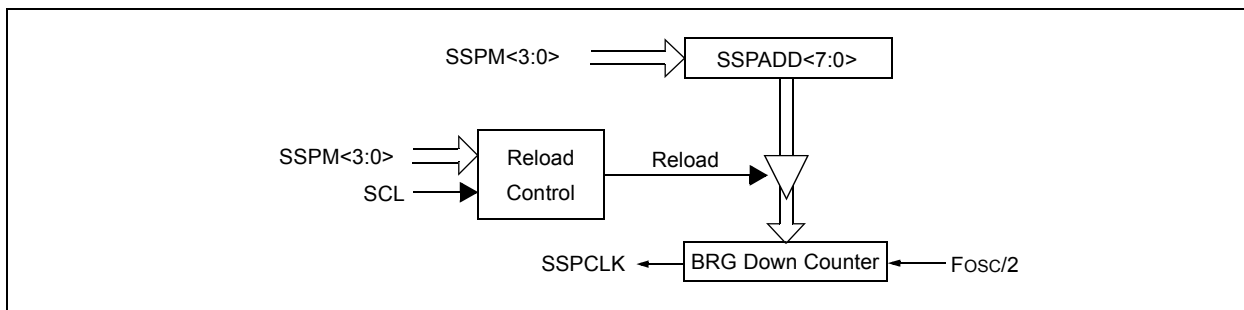 SSPM<3:0>
SSPADD<7:0>
SSPM<3:0>
SCL
Reload
Control
Reload
SSPCLK
BRG Down Counter
FOSC/2